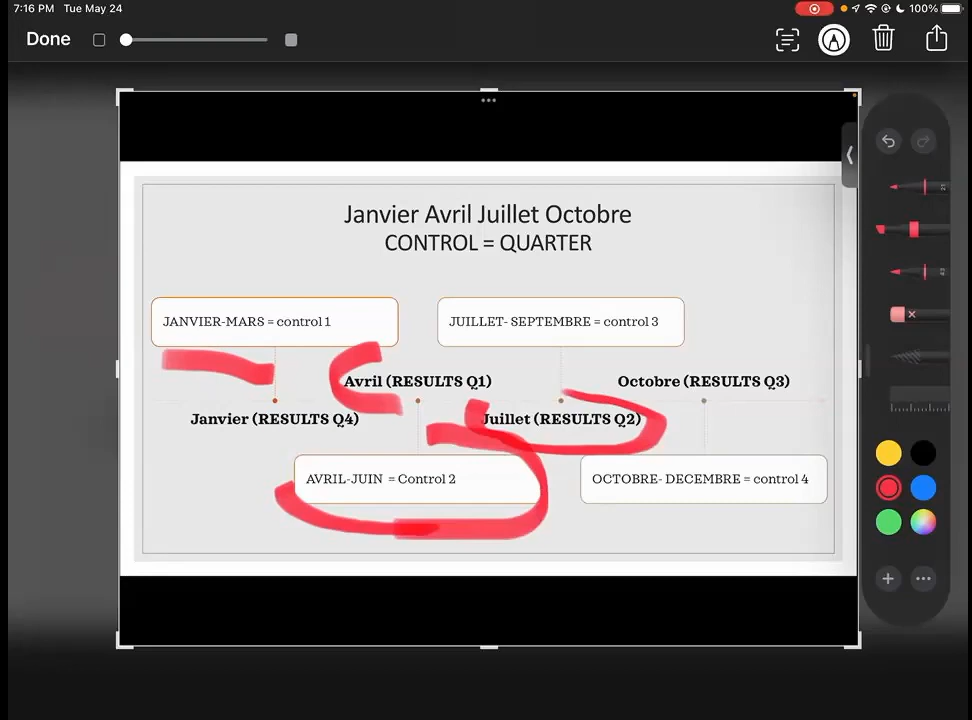 7:16 PM Tue May 24
100%
Done
Janvier Avril Juillet Octobre
CONTROL = QUARTER
JANVIER-MARS = control 1
JUILLET- SEPTEMBRE = control 3
Avril (RESULTS Q1)
Octobre (RESULTS Q3)
Janvier (RESULTS Q4)
Juillet (RESULTS Q2)
AVRIL-JUIN = Control 2
OCTOBRE- DECEMBRE = control 4